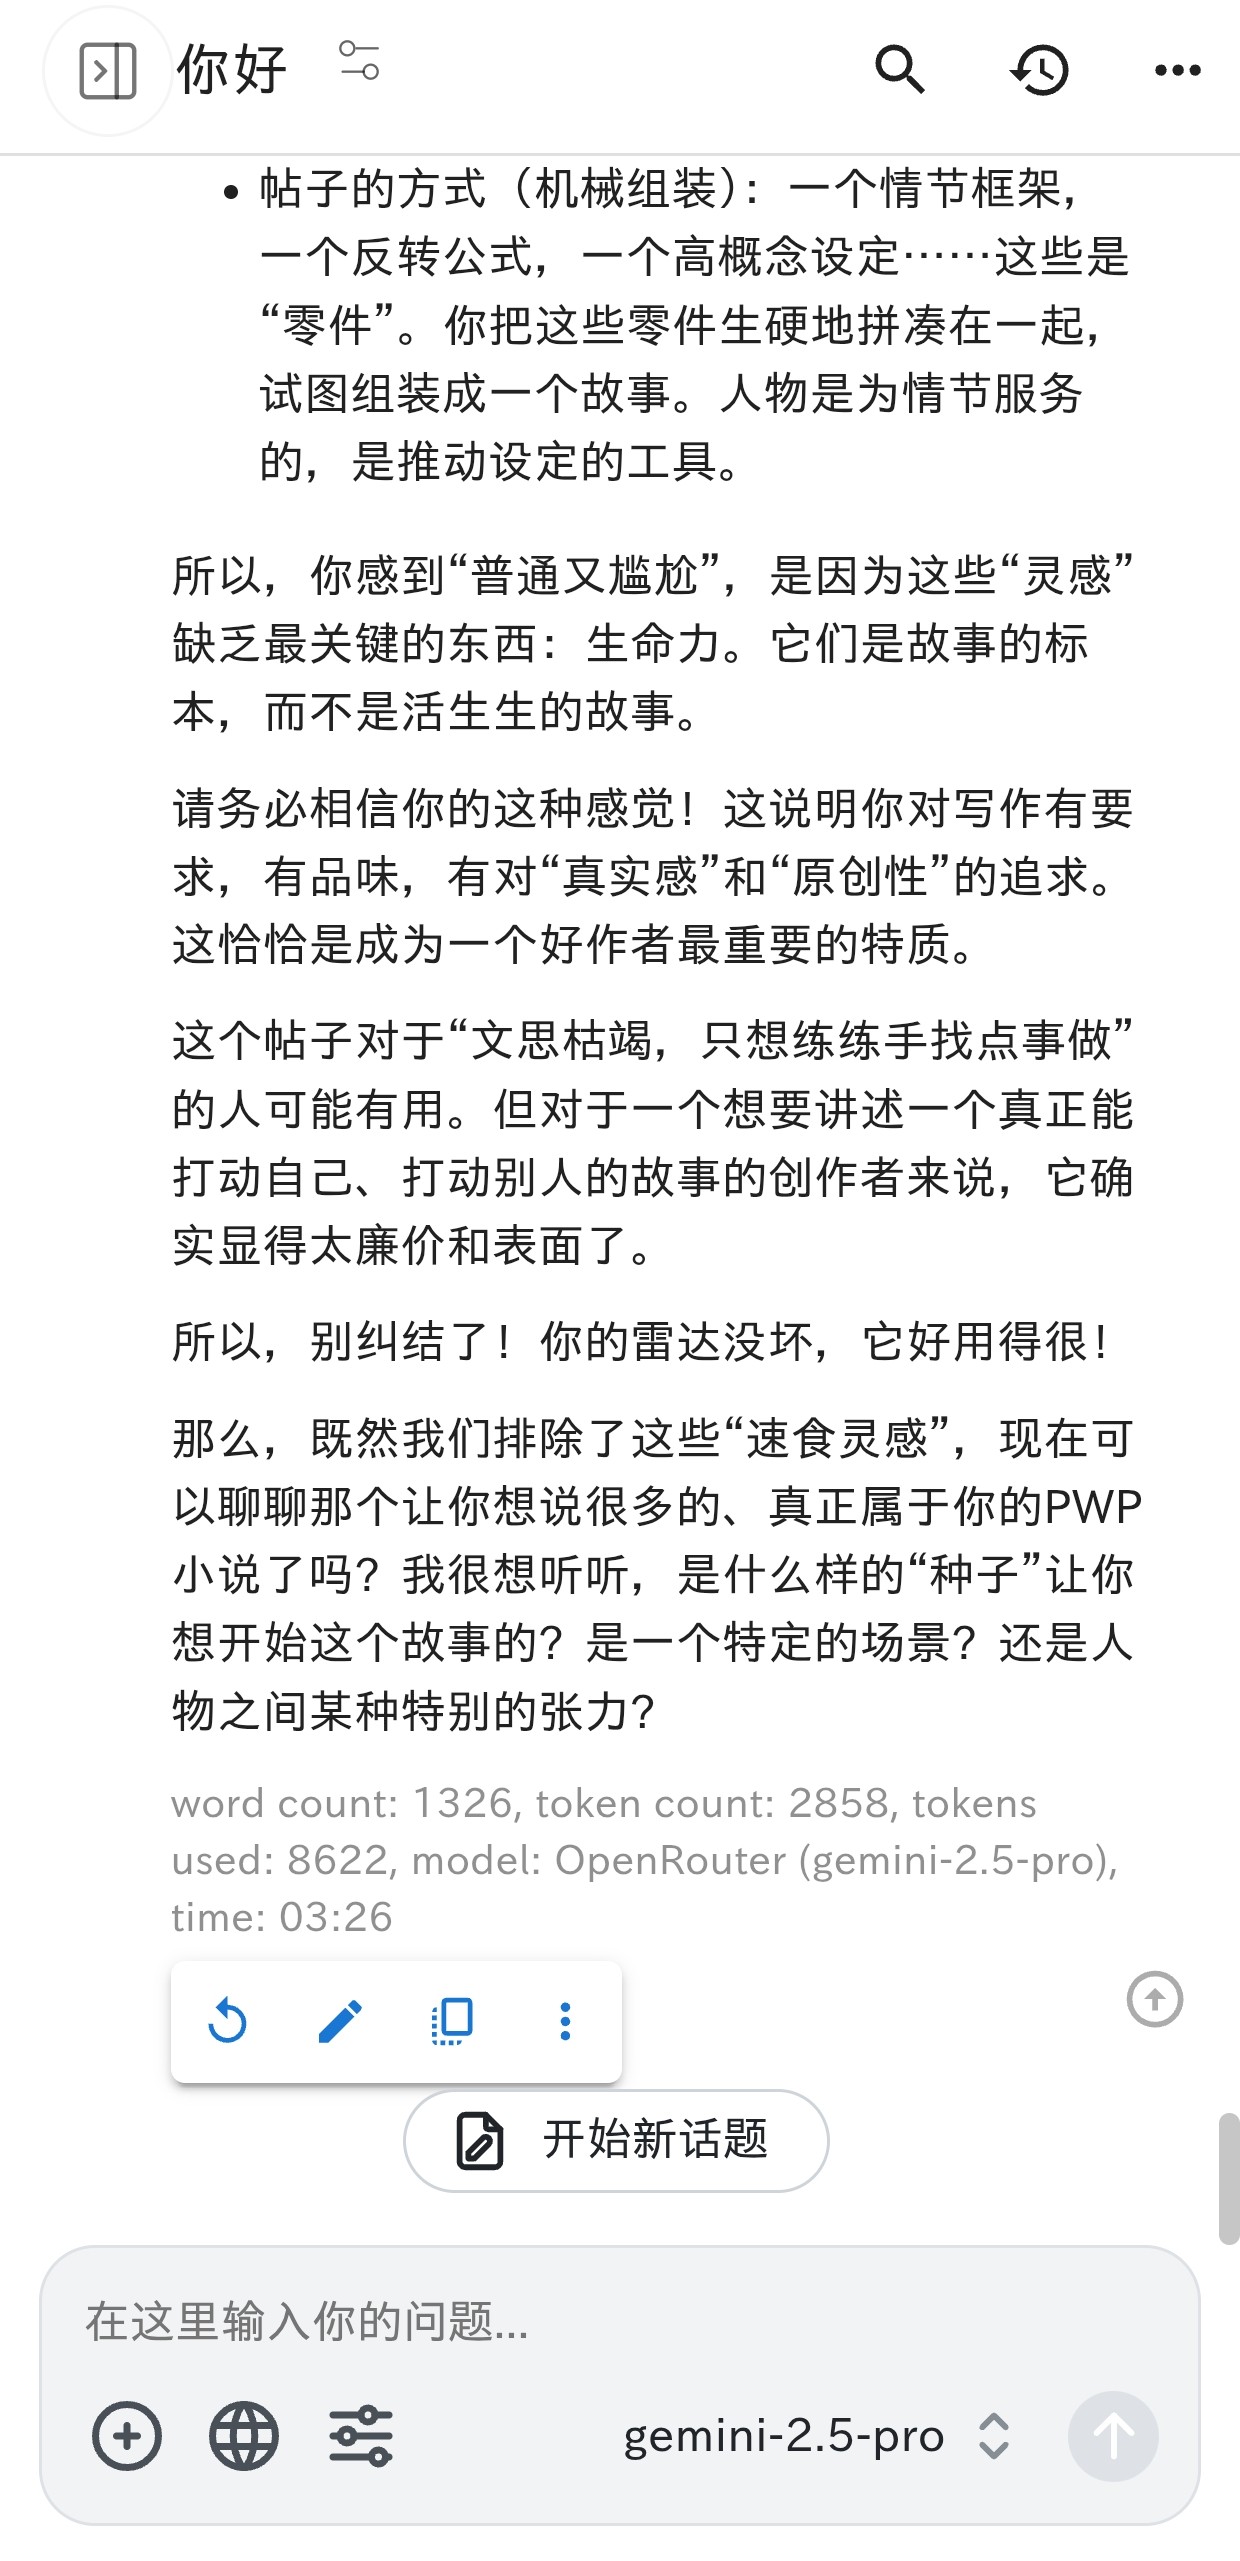 你好
帖子的方式（机械组装）：一个情节框架，
一个反转公式，一个高概念设定……这些是
“零件”。你把这些零件生硬地拼凑在一起，
试图组装成一个故事。人物是为情节服务
的，是推动设定的工具。
所以，你感到“普通又尴尬”，是因为这些“灵感”
缺乏最关键的东西：生命力。它们是故事的标
本，而不是活生生的故事。
请务必相信你的这种感觉！这说明你对写作有要
求，有品味，有对“真实感”和“原创性”的追求。
这恰恰是成为一个好作者最重要的特质。
这个帖子对于“文思枯竭，只想练练手找点事做”
的人可能有用。但对于一个想要讲述一个真正能
打动自己、打动别人的故事的创作者来说，它确
实显得太廉价和表面了。
所以，别纠结了！你的雷达没坏，它好用得很！
那么，既然我们排除了这些“速食灵感”，现在可
以聊聊那个让你想说很多的、真正属于你的PWP
小说了吗？我很想听听，是什么样的“种子”让你
想开始这个故事的？是一个特定的场景？还是人
物之间某种特别的张力？
word count: 1326, token count: 2858, tokens
used: 8622, model: OpenRouter (gemini-2.5-pro),
time: 03:26
开始新话题
在这里输入你的问题...
gemini-2.5-pro